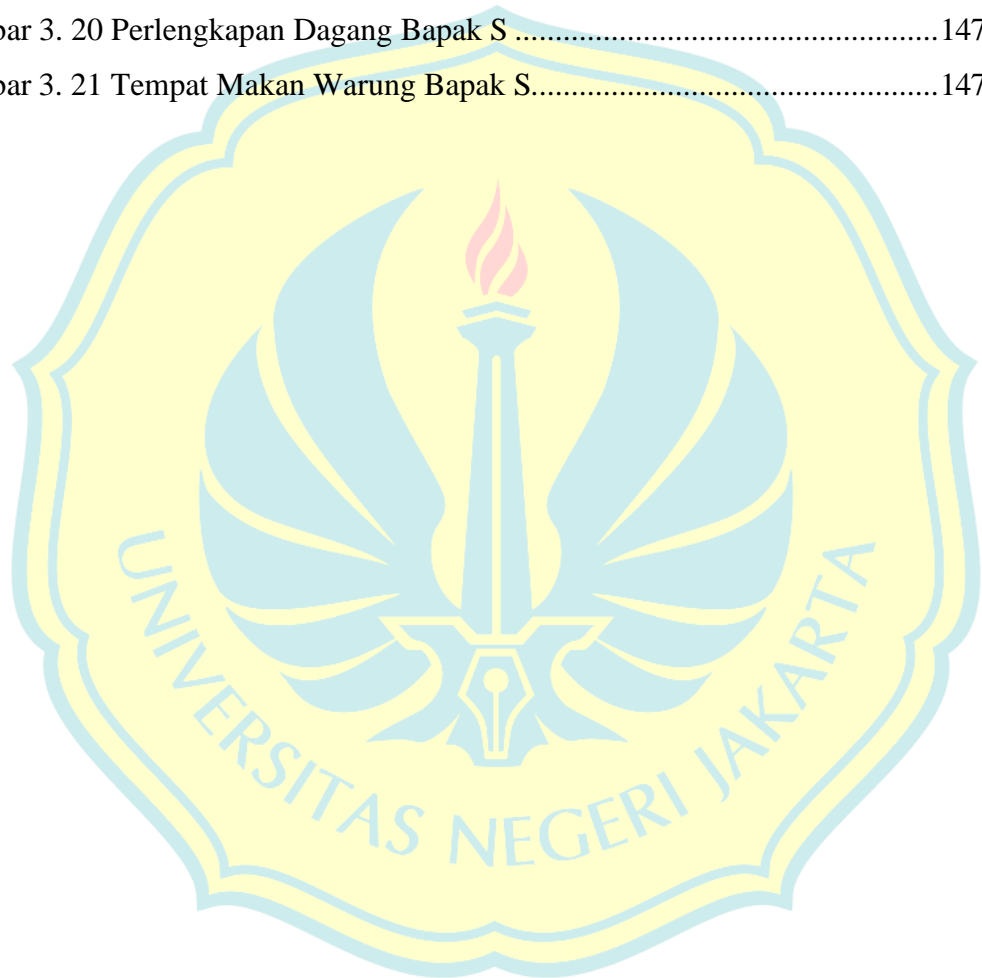 bar 3. 20 Perlengkapan Dagang Bapak S ....................................................147
bar 3. 21 Tempat Makan Warung Bapak S..................................................147
UNIVERSITAS NEGERI JAKARTA